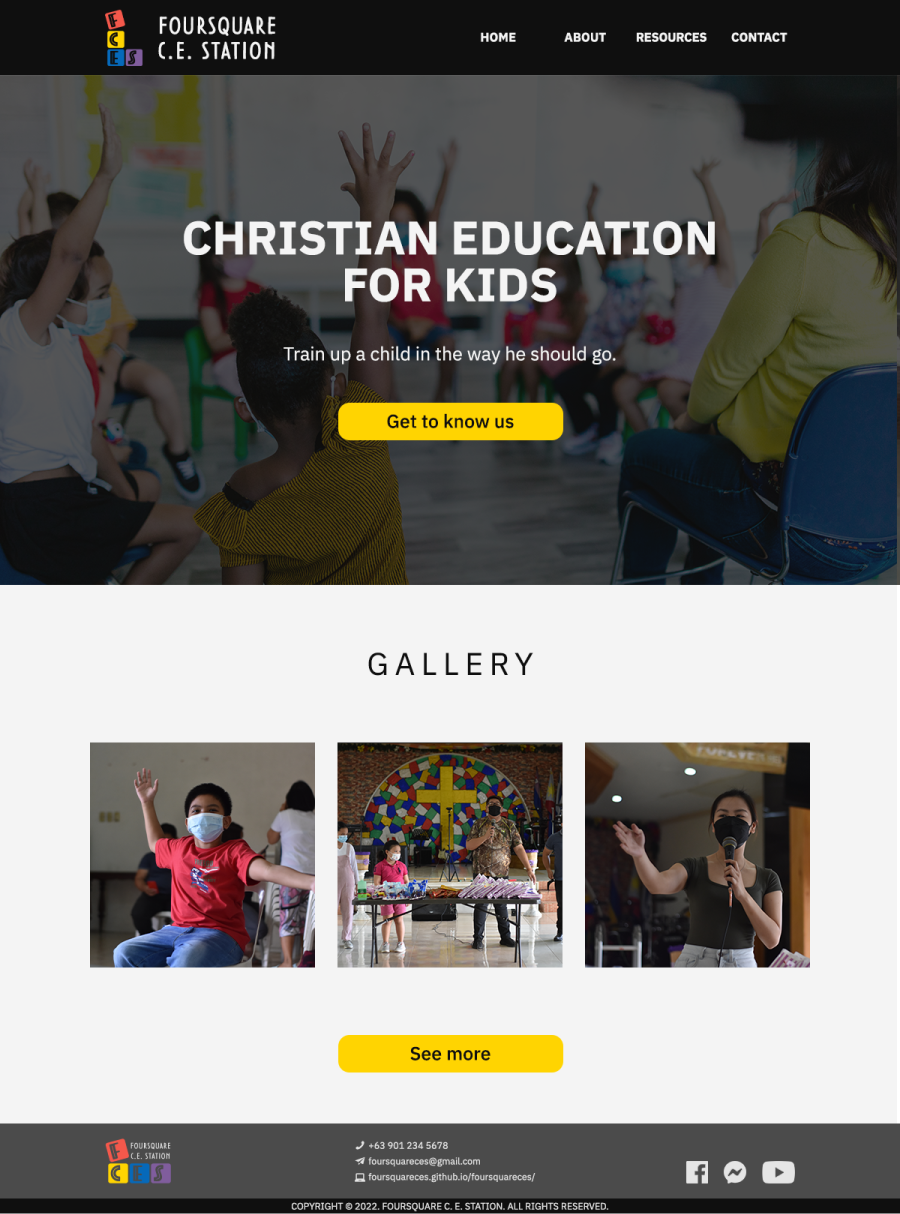 F
C
E S
FOURSQUARE
C.E. STATION
HOME ABOUT RESOURCES CONTACT
CHRISTIAN EDUCATION
FOR KIDS
Train up a child in the way he should go.
Get to know us
GALLERY
See more
F
C E S
FOURSQUARE
C.E. STATION
+63 901 234 5678
foursquareces@gmail.com
foursquareces.github.io/foursquareces/
COPYRIGHT © 2022. FOURSQUARE C. E. STATION. ALL RIGHTS RESERVED.